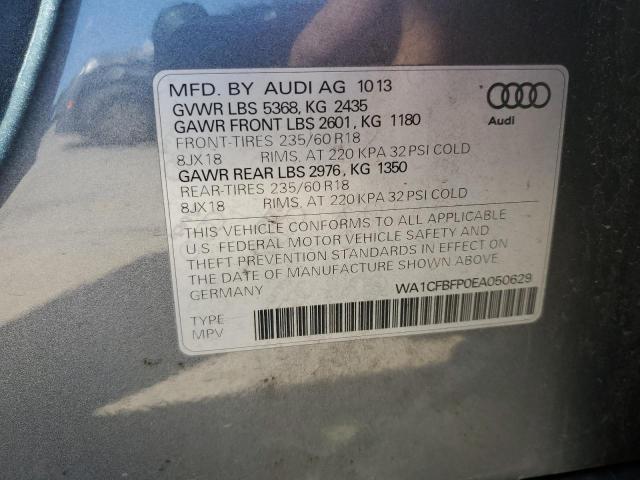 MFD. BY AUDI AG 10 13
GVWR LBS 5368, KG 2435
GAWR FRONT LBS 2601, KG 1180
FRONT-TIRES 235/60 R18
8JX18 RIMS, AT 220 KPA 32 PSI COLD
GAWR REAR LBS 2976, KG 1350
REAR-TIRES 235/60 R18
8JX18 RIMS, AT 220 KPA 32 PSI COLD
Audi
THIS VEHICLE CONFORMS TO ALL APPLICABLE
U.S. FEDERAL MOTOR VEHICLE SAFETY AND
THEFT PREVENTION STANDARDS IN EFFECT ON
THE DATE OF MANUFACTURE SHOWN ABOVE
GERMANY WA1CFBFP0EA050629
TYPE
MPV